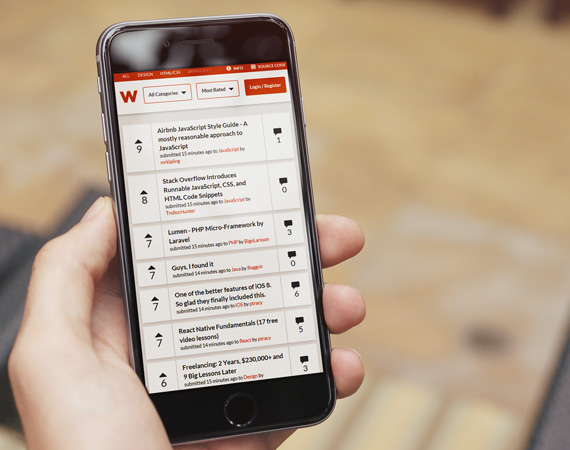 ALL DESIGN HTML/CSS JAVASCRIPT INFO SOURCE CODE
W All Categories Most Rated Login / Register
Airbnb JavaScript Style Guide - A
mostly reasonable approach to
JavaScript
submitted 15 minutes ago to JavaScript by
mrkipling
9
1
Stack Overflow Introduces
Runnable JavaScript, CSS, and
HTML Code Snippets
submitted 15 minutes ago to JavaScript by
TrollocHunter
8
0
Lumen - PHP Micro-Framework by
Laravel
submitted 15 minutes ago to PHP by BigoLarsson
7
3
Guys, I found it
submitted 14 minutes ago to Java by Roggvir
7
0
One of the better features of iOS 8.
So glad they finally included this.
submitted 14 minutes ago to iOS by ptracy
7
6
React Native Fundamentals (17 free
video lessons)
submitted 14 minutes ago to React by ptracy
7
5
Freelancing: 2 Years, $230,000+ and
9 Big Lessons Later
submitted 15 minutes ago to Design by
6
3